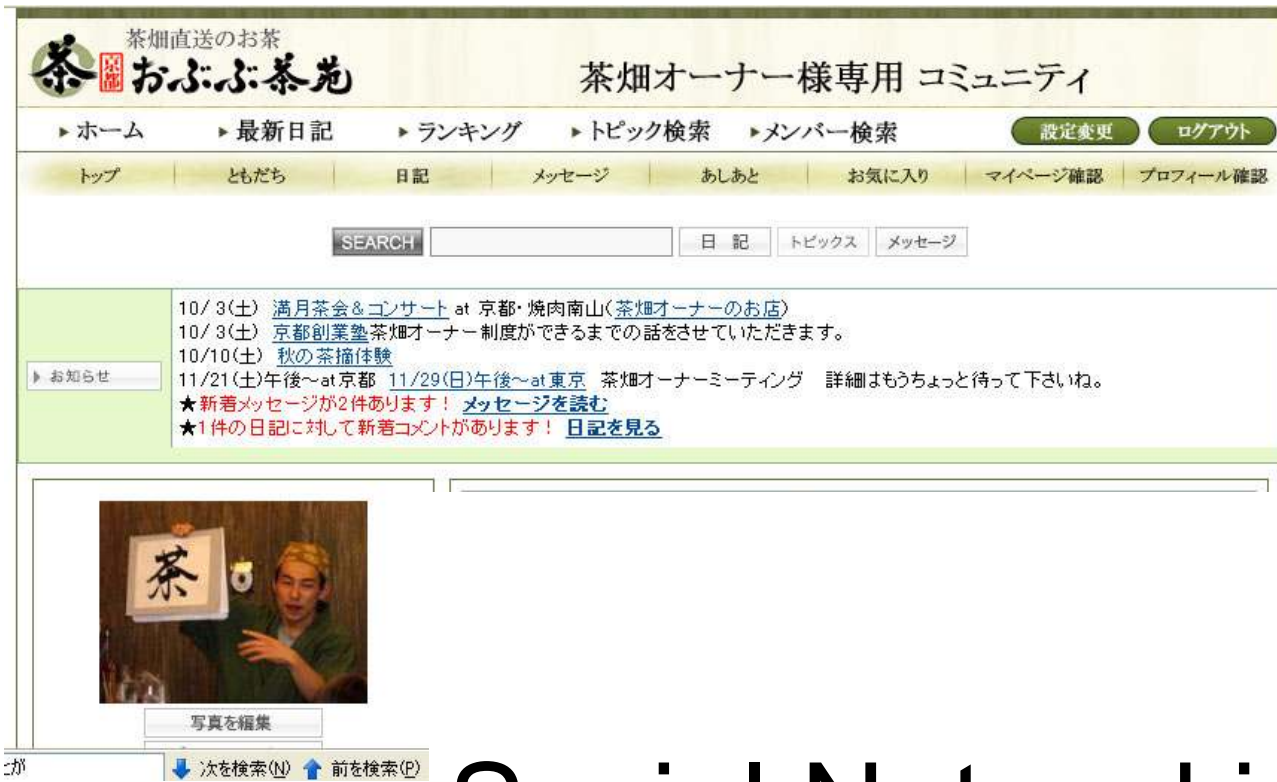 茶畑直送のお茶
茶 京都 おぶぶ茶苑
茶畑オーナー様専用 コミュニティ
ホーム 最新日記 ランキング トピック検索 メンバー検索 設定変更 ログアウト
トップ ともだち 日記 メッセージ あしあと お気に入り マイページ確認 プロフィール確認
SEARCH 日 記 トピックス メッセージ
お知らせ
10/ 3(土) 満月茶会&コンサート at 京都・焼肉南山(茶畑オーナーのお店)
10/ 3(土) 京都創業塾茶畑オーナー制度ができるまでの話をさせていただきます。
10/10(土) 秋の茶摘体験
11/21(土)午後~at京都 11/29(日)午後~at東京 茶畑オーナーミーティング 詳細はもうちょっと待って下さいね。
★新着メッセージが2件あります! メッセージを読む
★1件の日記に対して新着コメントがあります! 日記を見る
茶
写真を編集
次を検索(N) 前を検索(P)